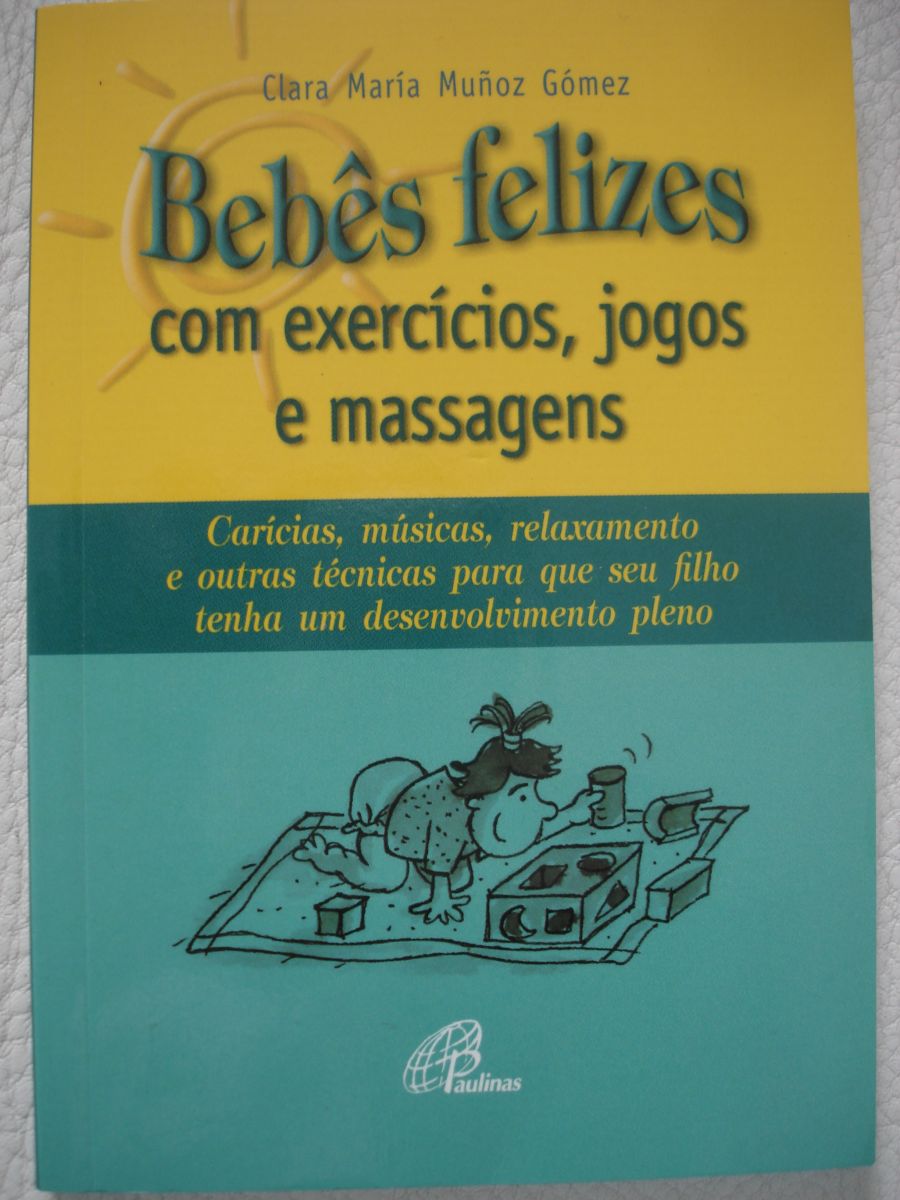 Clara María Muñoz Gómez
Bebês felizes
com exercícios, jogos
e massagens
Carícias, músicas, relaxamento
e outras técnicas para que seu filho
tenha um desenvolvimento pleno
Paulinas